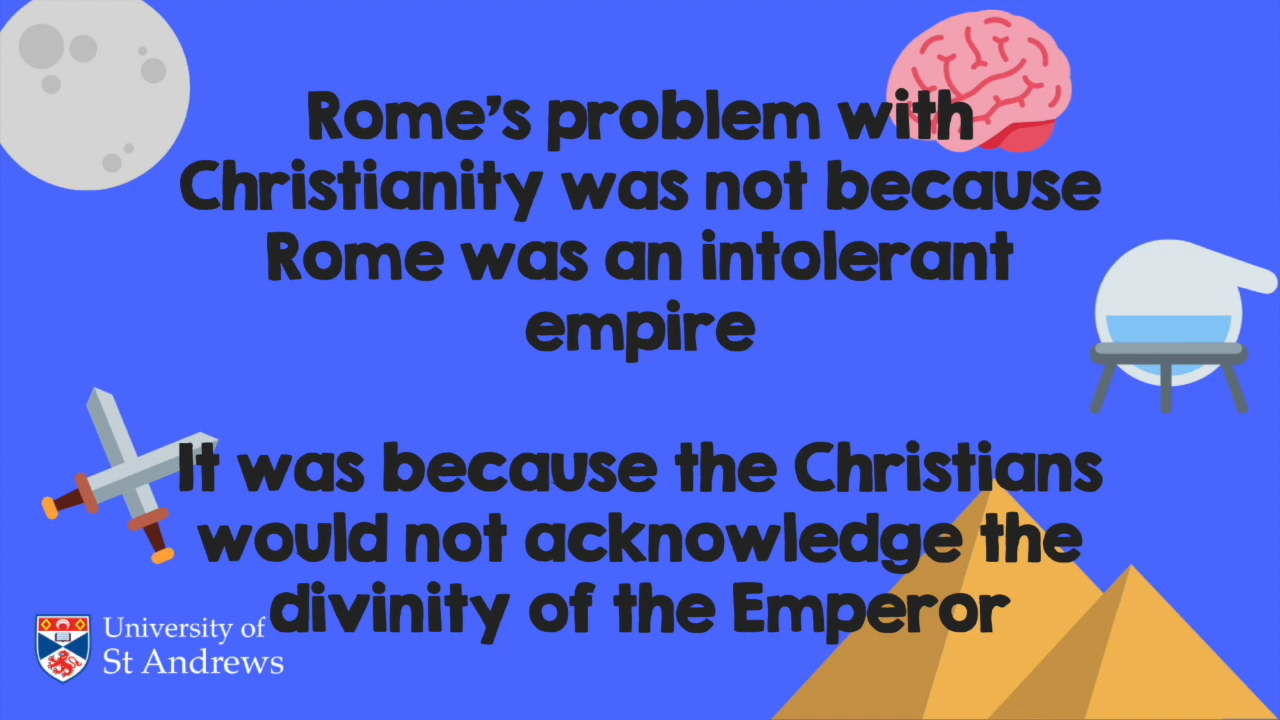 Rome's problem with
Christianity was not because
Rome was an intolerant
empire
It was because the Christians
would not acknowledge the
divinity of the Emperor
University of
St Andrews